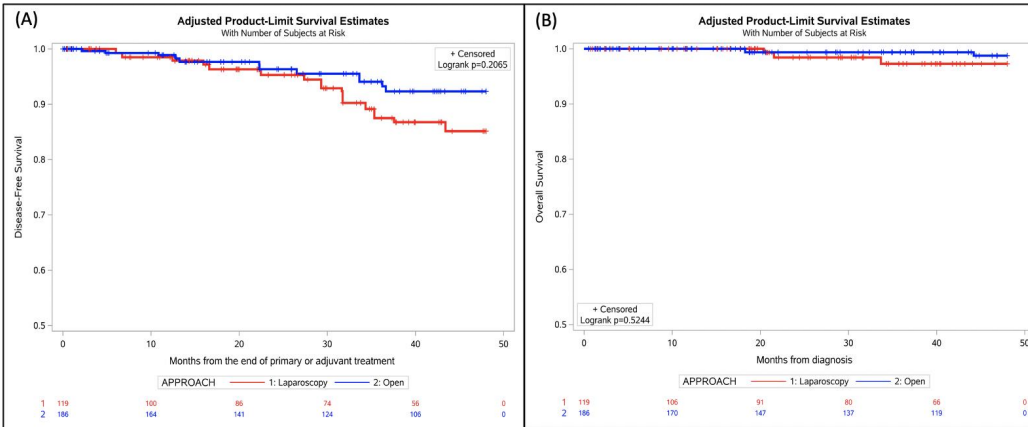 (A)
Adjusted Product-Limit Survival Estimates
With Number of Subjects at Risk
+ Censored
Logrank p=0.2065
Disease-Free Survival
1.0
0.9
0.8
0.7
0.6
0.5
0 10 20 30 40 50
Months from the end of primary or adjuvant treatment
APPROACH 1: Laparoscopy 2: Open
1 119 100 86 74 56 0
2 186 164 141 124 106 0
(B)
Adjusted Product-Limit Survival Estimates
With Number of Subjects at Risk
Overall Survival
1.0
0.9
0.8
0.7
0.6
0.5
+ Censored
Logrank p=0.5244
0 10 20 30 40 50
Months from diagnosis
APPROACH 1: Laparoscopy 2: Open
1 119 106 91 80 66 0
2 186 170 147 137 119 0